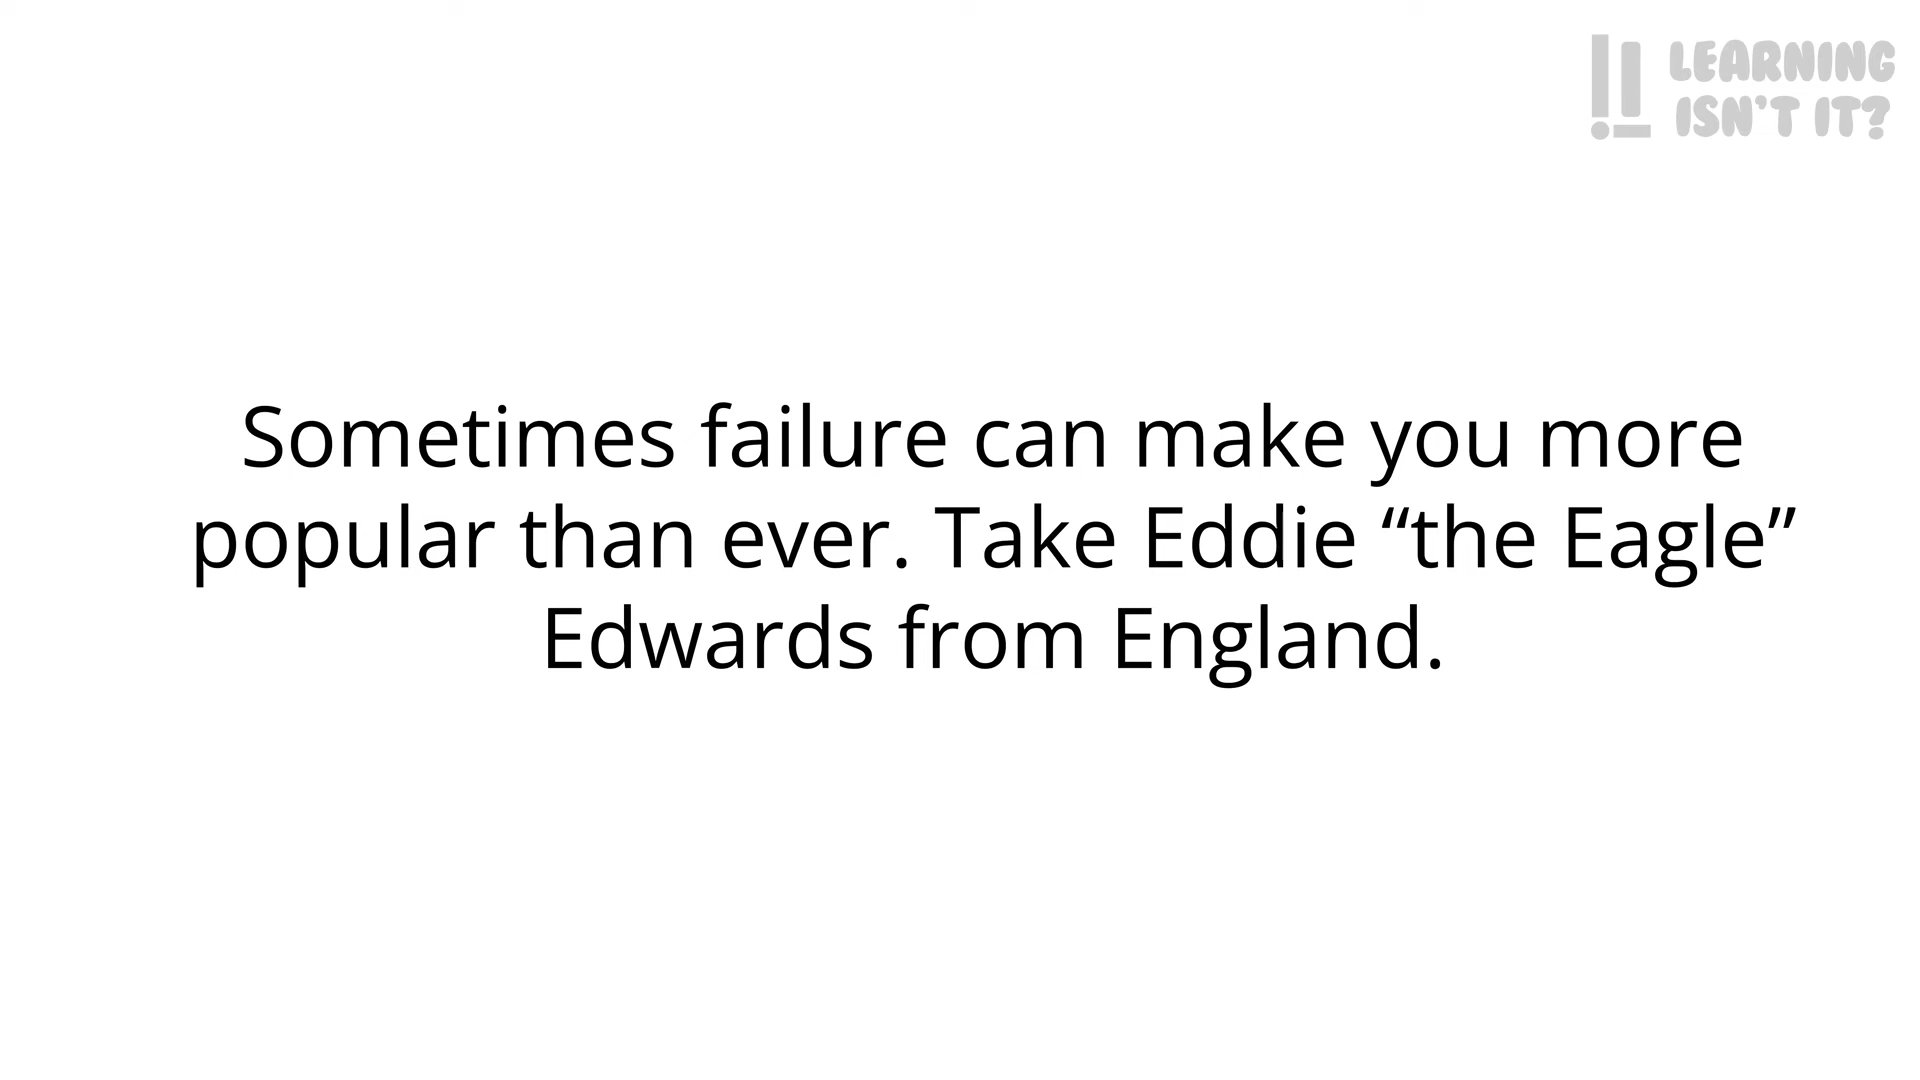 LEARNING
ISN'T IT?
Sometimes failure can make you more
popular than ever. Take Eddie “the Eagle”
Edwards from England.